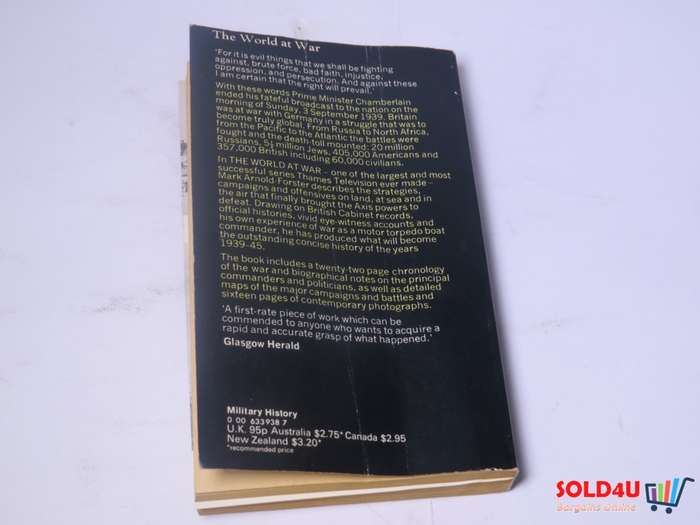 The World at War
'For it is evil things that we shall be fighting
against, brute force, bad faith, injustice,
oppression, and persecution. And against these
I am certain that the right will prevail.'
With these words Prime Minister Chamberlain
ended his fateful broadcast to the nation on the
morning of Sunday, 3 September 1939. Britain
was at war with Germany in a struggle that was to
become truly global. From Russia to North Africa,
from the Pacific to the Atlantic the battles were
fought and the death-toll mounted: 20 million
Russians, 5½ million Jews, 405,000 Americans and
357,000 British including 60,000 civilians.
In THE WORLD AT WAR – one of the largest and most
successful series Thames Television ever made –
Mark Arnold-Forster describes the strategies,
campaigns and offensives on land, at sea and in
the air that finally brought the Axis powers to
defeat. Drawing on British Cabinet records,
official histories, vivid eye-witness accounts and
his own experience of war as a motor torpedo boat
commander, he has produced what will become
the outstanding concise history of the years
1939-45.
The book includes a twenty-two page chronology
of the war and biographical notes on the principal
commanders and politicians, as well as detailed
maps of the major campaigns and battles and
sixteen pages of contemporary photographs.
'A first-rate piece of work which can be
commended to anyone who wants to acquire a
rapid and accurate grasp of what happened.'
Glasgow Herald
Military History
0 00 633938 7
U.K. 95p Australia $2.75* Canada $2.95
New Zealand $3.20*
*recommended price
SOLD4U
Bargains Online